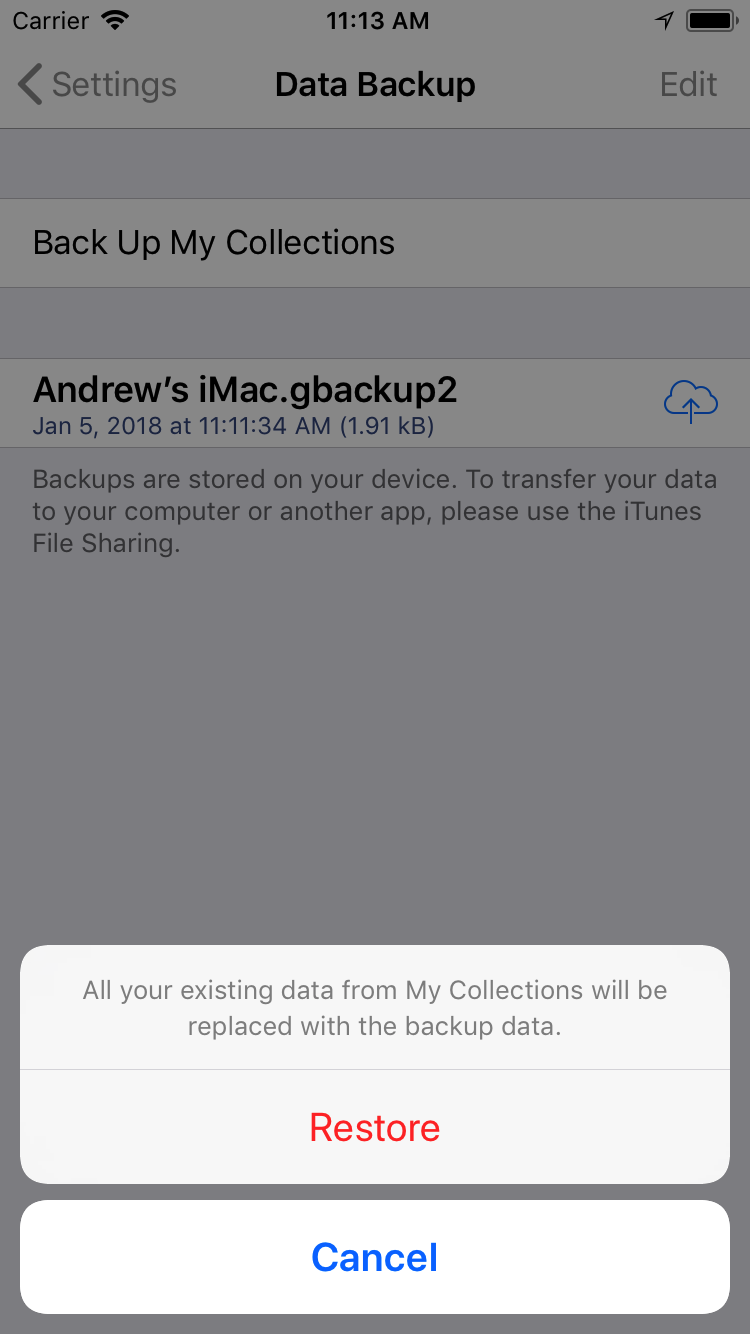 Carrier 11:13 AM
Settings Data Backup Edit
Back Up My Collections
Andrew’s iMac.gbackup2
Jan 5, 2018 at 11:11:34 AM (1.91 kB)
Backups are stored on your device. To transfer your data
to your computer or another app, please use the iTunes
File Sharing.
All your existing data from My Collections will be
replaced with the backup data.
Restore
Cancel